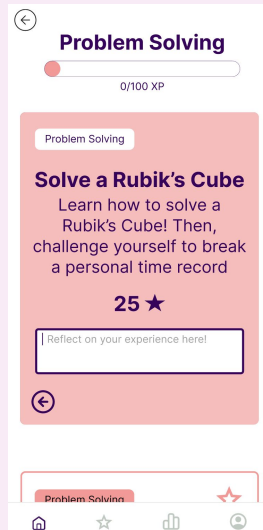 Problem Solving
0/100 XP
Problem Solving
Solve a Rubik's Cube
Learn how to solve a
Rubik's Cube! Then,
challenge yourself to break
a personal time record
25 ★
Reflect on your experience here!
Problem Solving